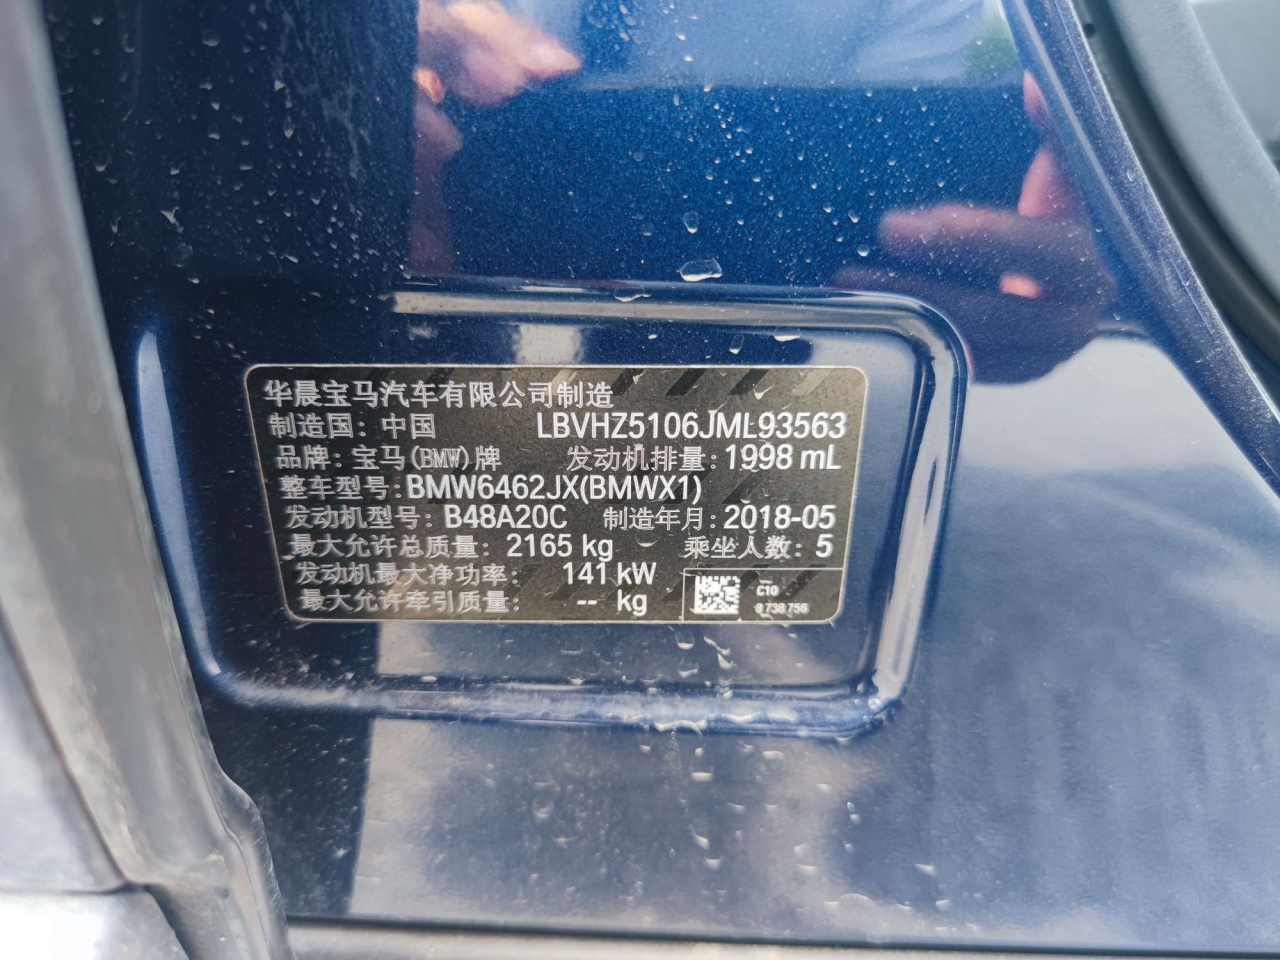 华晨宝马汽车有限公司制造
制造国：中国 LBVHZ5106JML93563
品牌：宝马(BMW)牌 发动机排量：1998 mL
整车型号：BMW6462JX(BMWX1)
发动机型号：B48A20C 制造年月：2018-05
最大允许总质量：2165 kg 乘坐人数：5
发动机最大净功率：141 kW
最大允许牵引质量：-- kg
C10
8 738 756